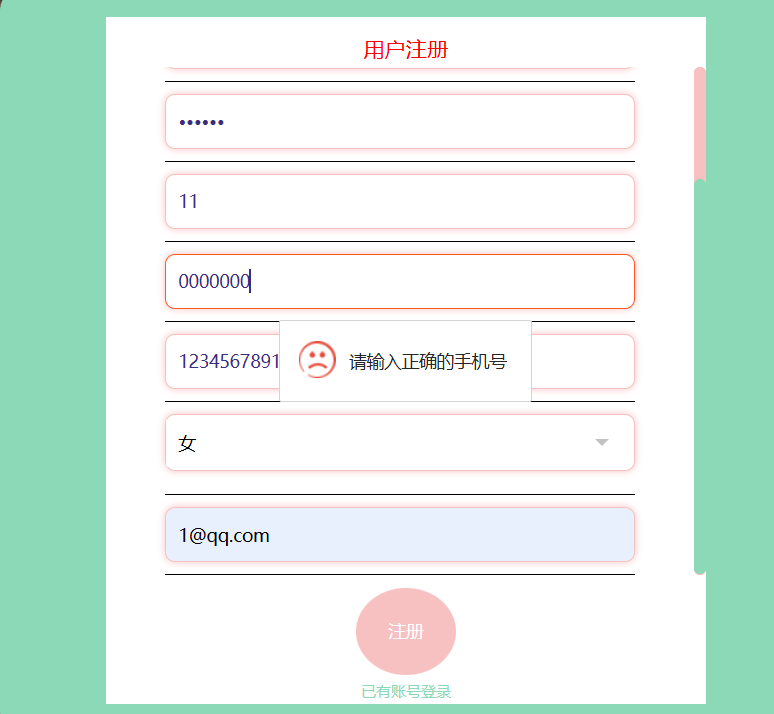 用户注册
••••••
11
0000000
1234567891
请输入正确的手机号
女
1@qq.com
注册
已有账号登录